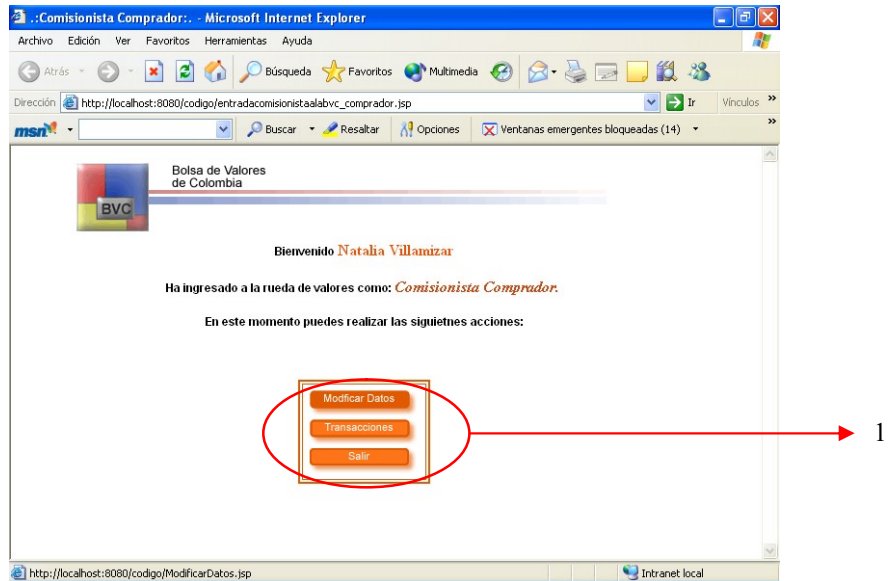 .:Comisionista Comprador:. - Microsoft Internet Explorer
Archivo Edición Ver Favoritos Herramientas Ayuda
Atrás Búsqueda Favoritos Multimedia
Dirección http://localhost:8080/codigo/entradacomisionistaalabvc_comprador.jsp Ir Vínculos »
msn Buscar Resaltar Opciones Ventanas emergentes bloqueadas (14) »
Bolsa de Valores
de Colombia
BVC
Bienvenido Natalia Villamizar
Ha ingresado a la rueda de valores como: Comisionista Comprador.
En este momento puedes realizar las siguietnes acciones:
Modficar Datos
Transacciones
Salir
1
http://localhost:8080/codigo/ModificarDatos.jsp Intranet local